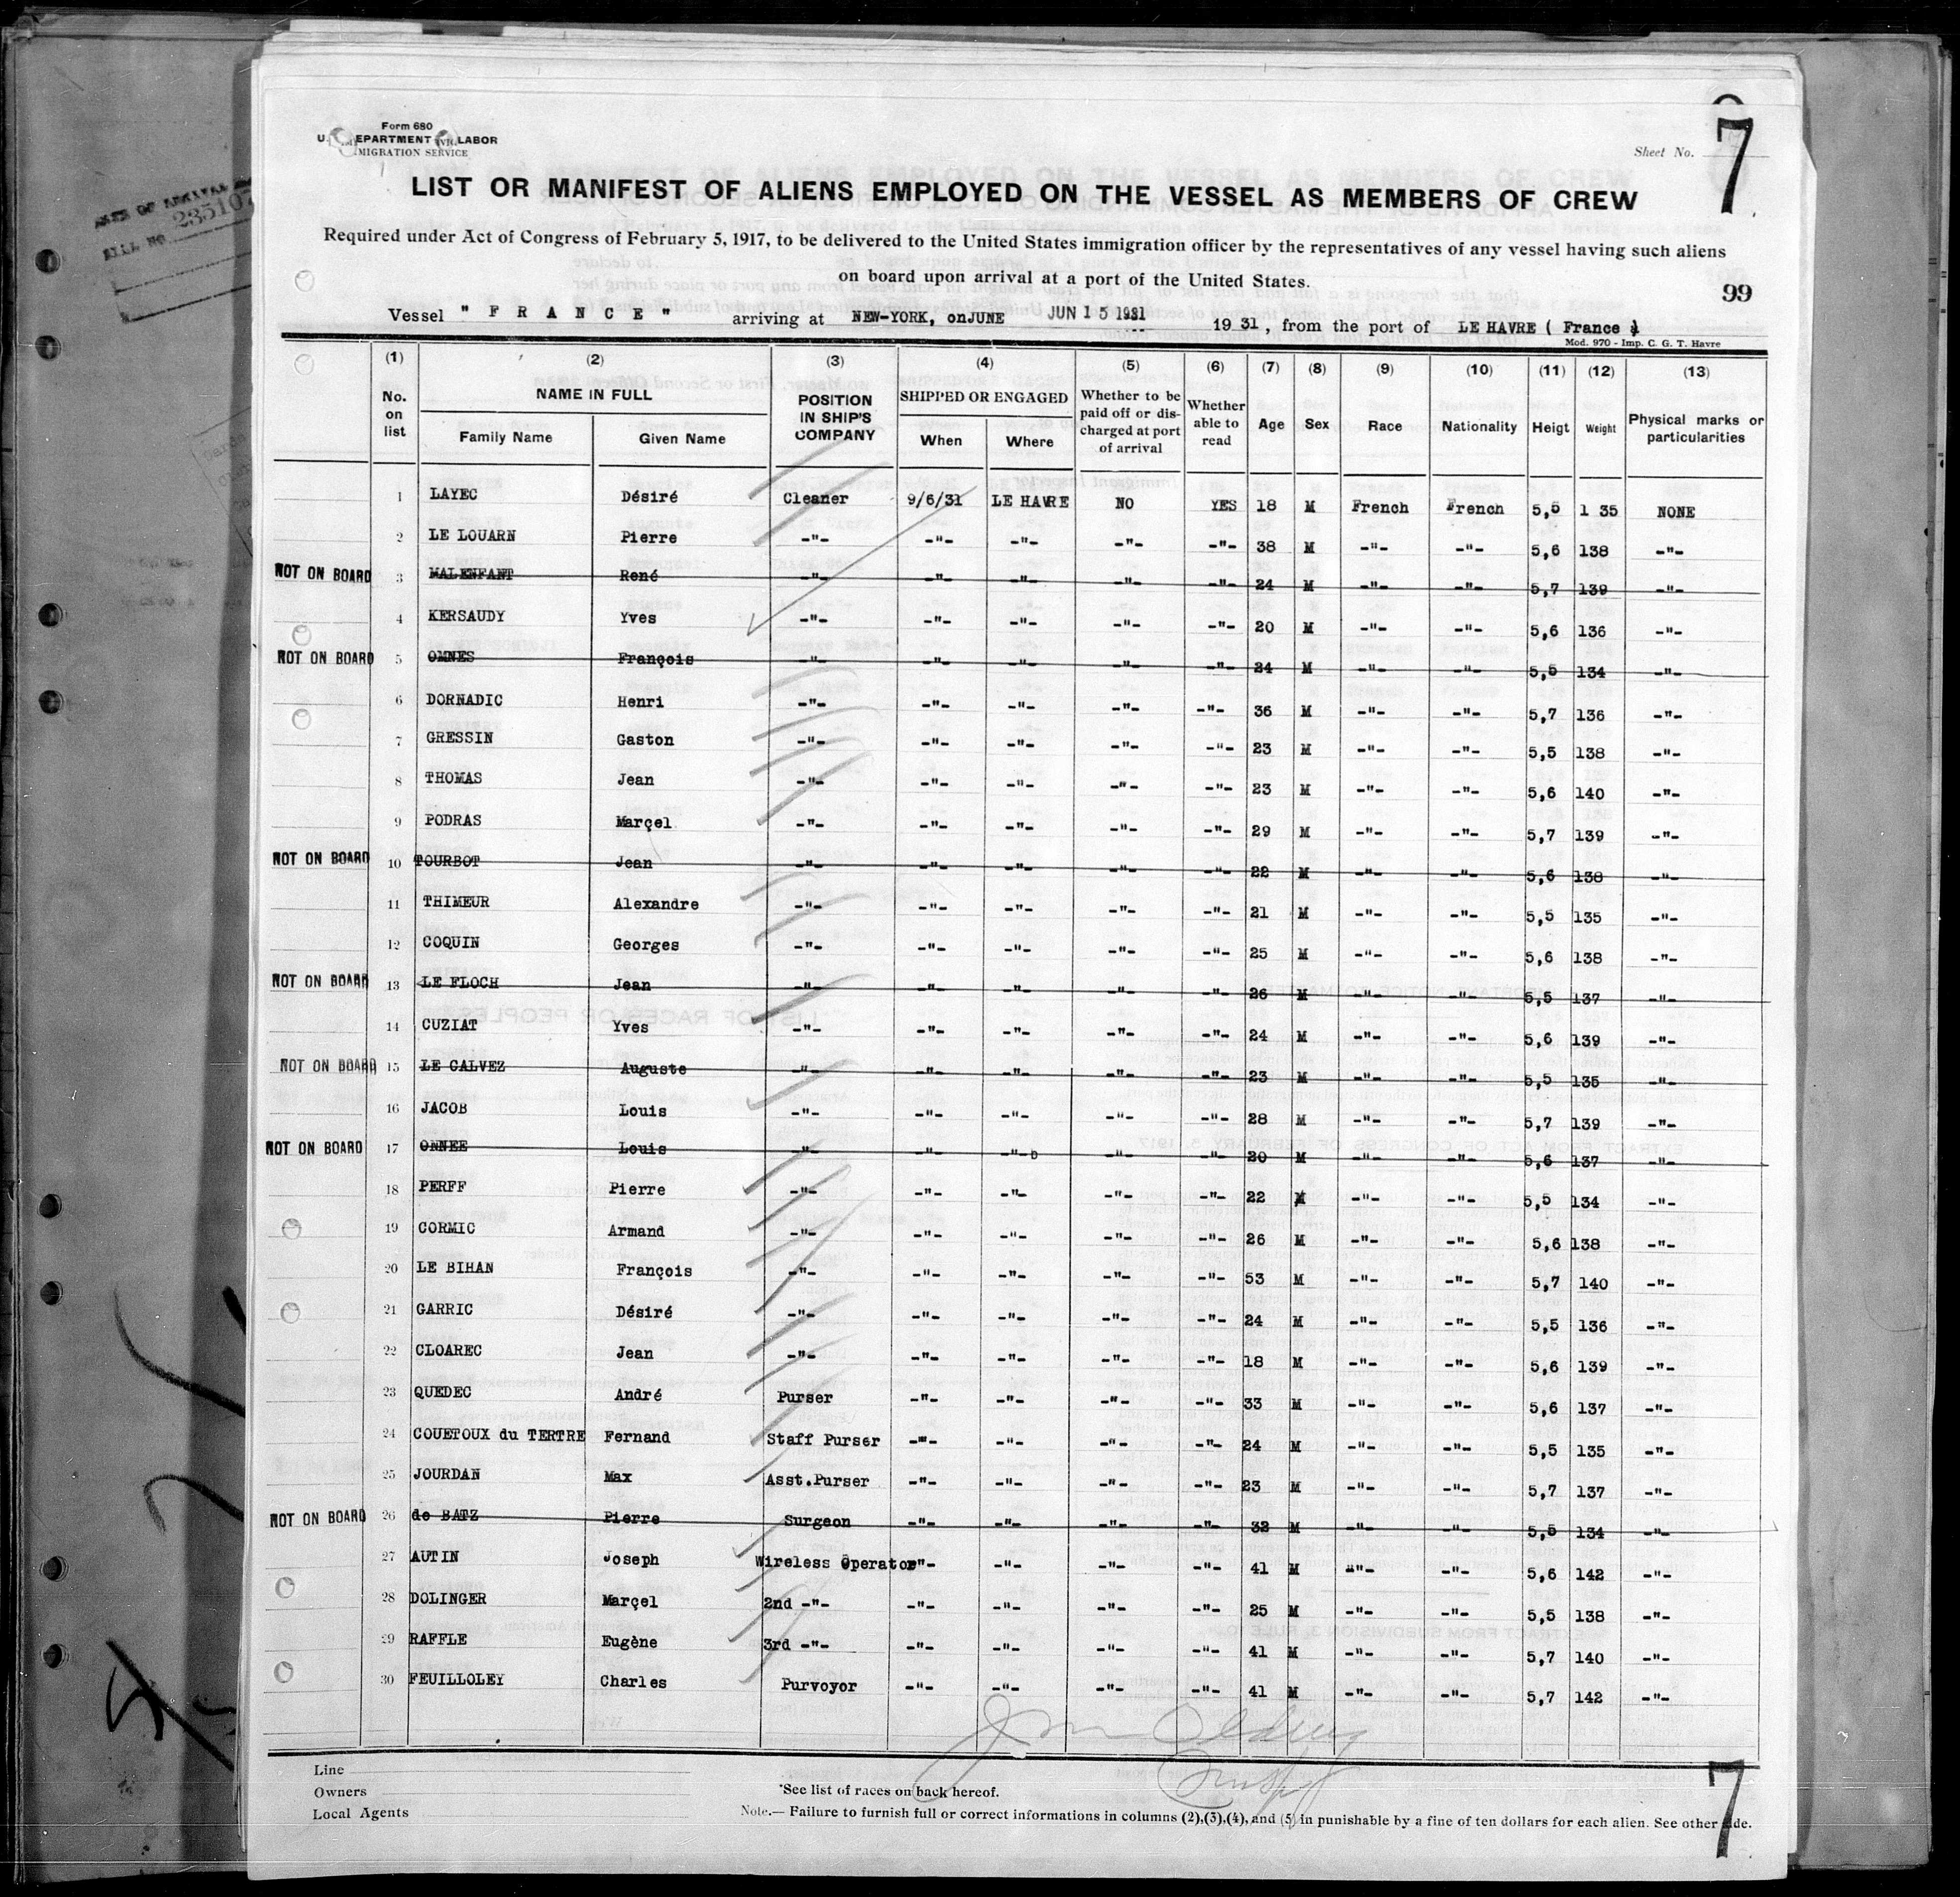 Form 680
U. EPARTMENT LABOR
MIGRATION SERVICE
Sheet No. 7
LIST OR MANIFEST OF ALIENS EMPLOYED ON THE VESSEL AS MEMBERS OF CREW
Required under Act of Congress of February 5, 1917, to be delivered to the United States immigration officer by the representatives of any vessel having such aliens
on board upon arrival at a port of the United States.
99
Vessel "FRANCE" arriving at NEW-YORK, onJUNE JUN 15 1931 1931, from the port of LE HAVRE ( France )
Mod. 970 - Imp. C. G. T. Havre
(1) (2) (3) (4) (5) (6) (7) (8) (9) (10) (11) (12) (13)
No. on list NAME IN FULL Family Name Given Name POSITION IN SHIP'S COMPANY SHIPPED OR ENGAGED When Where Whether to be paid off or discharged at port of arrival Whether able to read Age Sex Race Nationality Heigt Weight Physical marks or particularities
1 LAYEC Désiré Cleaner 9/6/31 LE HAVRE NO YES 18 M French French 5,5 1 35 NONE
2 LE LOUARN Pierre -"- -"- -"- -"- -"- 38 M -"- -"- 5,6 138 -"-
NOT ON BOARD 3 MALENFANT René -"- -"- -"- -"- -"- 24 M -"- -"- 5,7 139 -"-
4 KERSAUDY Yves -"- -"- -"- -"- -"- 20 M -"- -"- 5,6 136 -"-
NOT ON BOARD 5 OMNES François -"- -"- -"- -"- -"- 24 M -"- -"- 5,5 134 -"-
6 DORNADIC Henri -"- -"- -"- -"- -"- 36 M -"- -"- 5,7 136 -"-
7 GRESSIN Gaston -"- -"- -"- -"- -"- 23 M -"- -"- 5,5 138 -"-
8 THOMAS Jean -"- -"- -"- -"- -"- 23 M -"- -"- 5,6 140 -"-
9 PODRAS Marçel -"- -"- -"- -"- -"- 29 M -"- -"- 5,7 139 -"-
NOT ON BOARD 10 TOURBOT Jean -"- -"- -"- -"- -"- 22 M -"- -"- 5,6 138 -"-
11 THIMEUR Alexandre -"- -"- -"- -"- -"- 21 M -"- -"- 5,5 135 -"-
12 COQUIN Georges -"- -"- -"- -"- -"- 25 M -"- -"- 5,6 138 -"-
NOT ON BOARD 13 LE FLOCH Jean -"- -"- -"- -"- -"- 26 M -"- -"- 5,5 137 -"-
14 CUZIAT Yves -"- -"- -"- -"- -"- 24 M -"- -"- 5,6 139 -"-
NOT ON BOARD 15 LE CALVEZ Auguste -"- -"- -"- -"- -"- 23 M -"- -"- 5,5 135 -"-
16 JACOB Louis -"- -"- -"- -"- -"- 28 M -"- -"- 5,7 139 -"-
NOT ON BOARD 17 ONNEE Louis -"- -"- -"- -"- -"- 20 M -"- -"- 5,6 137 -"-
18 PERFF Pierre -"- -"- -"- -"- -"- 22 M -"- -"- 5,5 134 -"-
19 CORMIC Armand -"- -"- -"- -"- -"- 26 M -"- -"- 5,6 138 -"-
20 LE BIHAN François -"- -"- -"- -"- -"- 53 M -"- -"- 5,7 140 -"-
21 GARRIC Désiré -"- -"- -"- -"- -"- 24 M -"- -"- 5,5 136 -"-
22 CLOAREC Jean -"- -"- -"- -"- -"- 18 M -"- -"- 5,6 139 -"-
23 QUEDEC André Purser -"- -"- -"- -"- 33 M -"- -"- 5,6 137 -"-
24 COUETOUX du TERTRE Fernand Staff Purser -"- -"- -"- -"- 24 M -"- -"- 5,5 135 -"-
25 JOURDAN Max Asst.Purser -"- -"- -"- -"- 23 M -"- -"- 5,7 137 -"-
NOT ON BOARD 26 de BATZ Pierre Surgeon -"- -"- -"- -"- 32 M -"- -"- 5,5 134 -"-
27 AUTIN Joseph Wireless Operator -"- -"- -"- -"- 41 M -"- -"- 5,6 142 -"-
28 DOLINGER Marçel 2nd -"- -"- -"- -"- -"- 25 M -"- -"- 5,5 138 -"-
29 RAFFLE Eugène 3rd -"- -"- -"- -"- -"- 41 M -"- -"- 5,7 140 -"-
30 FEUILLOLEY Charles Purvoyor -"- -"- -"- -"- 41 M -"- -"- 5,7 142 -"-
Line
Owners
Local Agents
*See list of races on back hereof.
Note.— Failure to furnish full or correct informations in columns (2),(3),(4), and (5) in punishable by a fine of ten dollars for each alien. See other side.
7